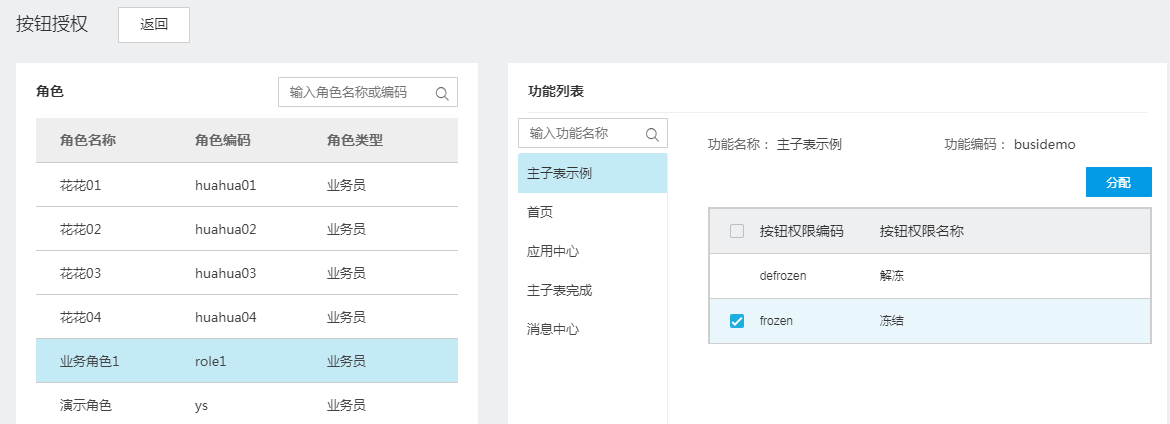 按钮授权 返回
角色 输入角色名称或编码
角色名称 角色编码 角色类型
花花01 huahua01 业务员
花花02 huahua02 业务员
花花03 huahua03 业务员
花花04 huahua04 业务员
业务角色1 role1 业务员
演示角色 ys 业务员
功能列表
输入功能名称
主子表示例
首页
应用中心
主子表完成
消息中心
功能名称： 主子表示例 功能编码： busidemo
分配
按钮权限编码 按钮权限名称
defrozen 解冻
frozen 冻结